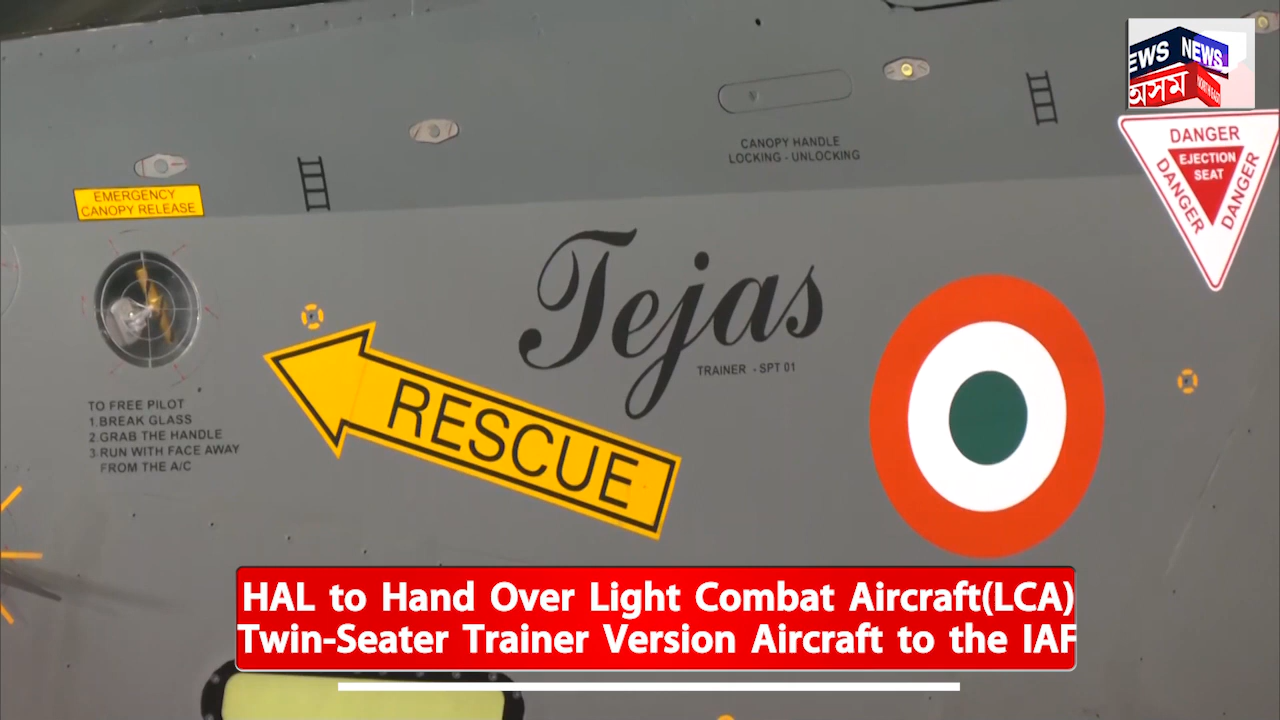 EWS NEWS
অসম NORTH EAST
DANGER
EJECTION
SEAT
DANGER
DANGER
CANOPY HANDLE
LOCKING - UNLOCKING
EMERGENCY
CANOPY RELEASE
Tejas
TRAINER - SPT 01
RESCUE
TO FREE PILOT
1.BREAK GLASS
2.GRAB THE HANDLE
3.RUN WITH FACE AWAY
FROM THE A/C
HAL to Hand Over Light Combat Aircraft(LCA)
Twin-Seater Trainer Version Aircraft to the IAF